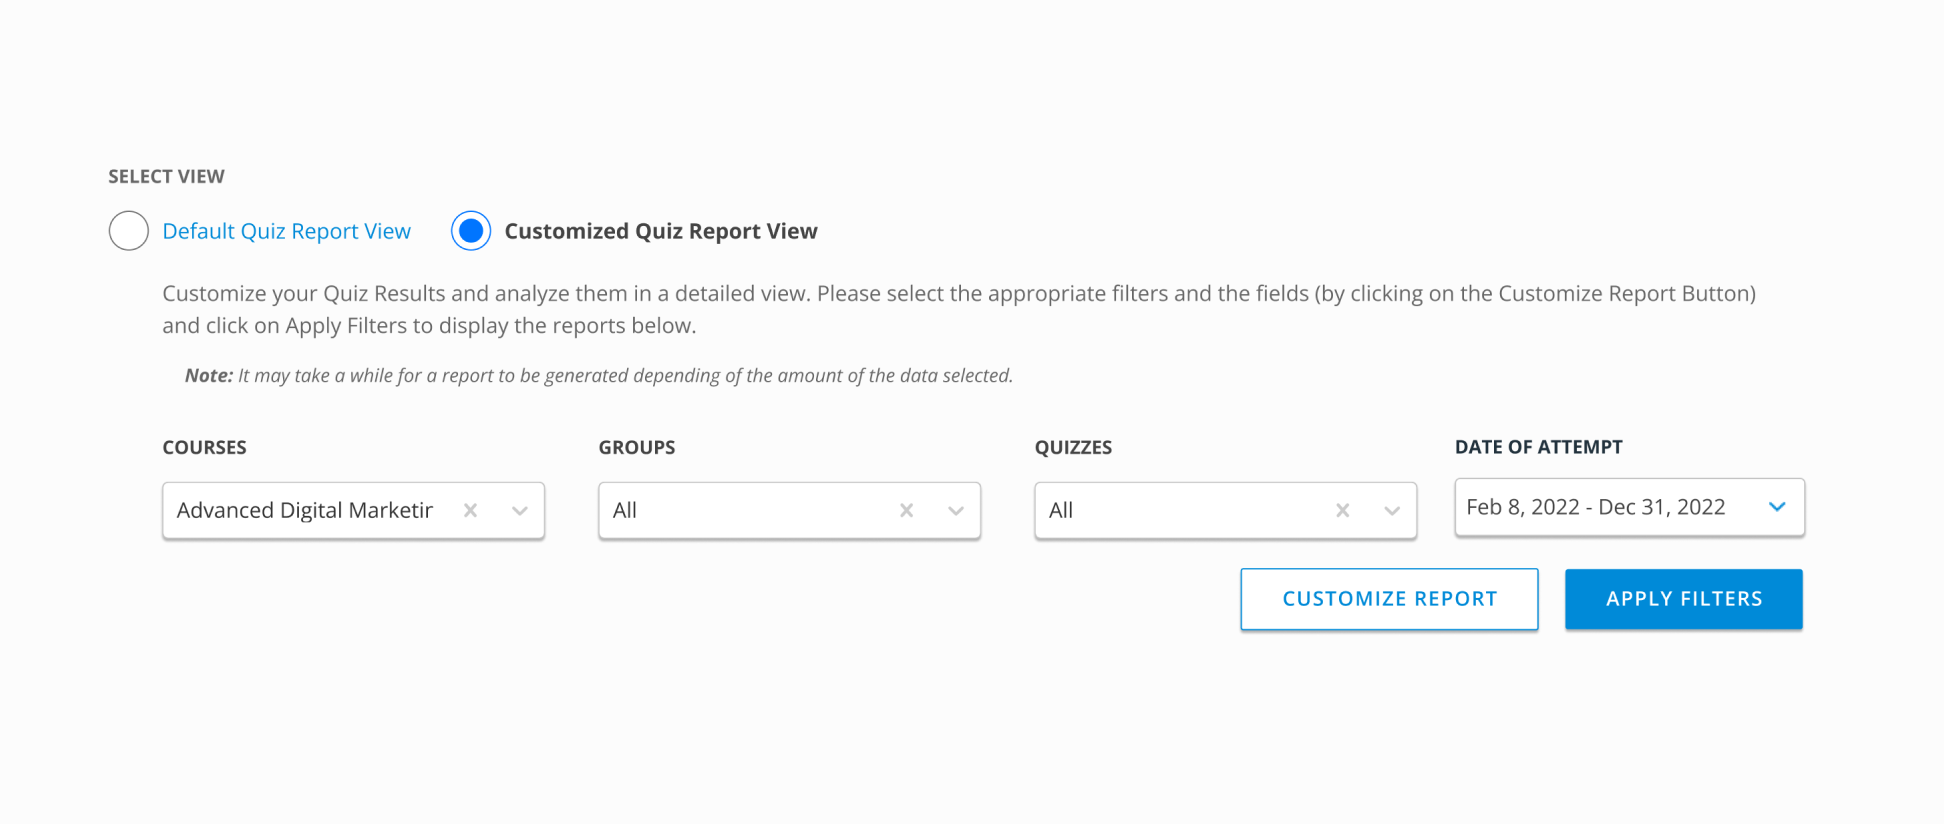 SELECT VIEW
Default Quiz Report View Customized Quiz Report View
Customize your Quiz Results and analyze them in a detailed view. Please select the appropriate filters and the fields (by clicking on the Customize Report Button)
and click on Apply Filters to display the reports below.
Note: It may take a while for a report to be generated depending of the amount of the data selected.
COURSES GROUPS QUIZZES DATE OF ATTEMPT
Advanced Digital Marketir All All Feb 8, 2022 - Dec 31, 2022
CUSTOMIZE REPORT APPLY FILTERS